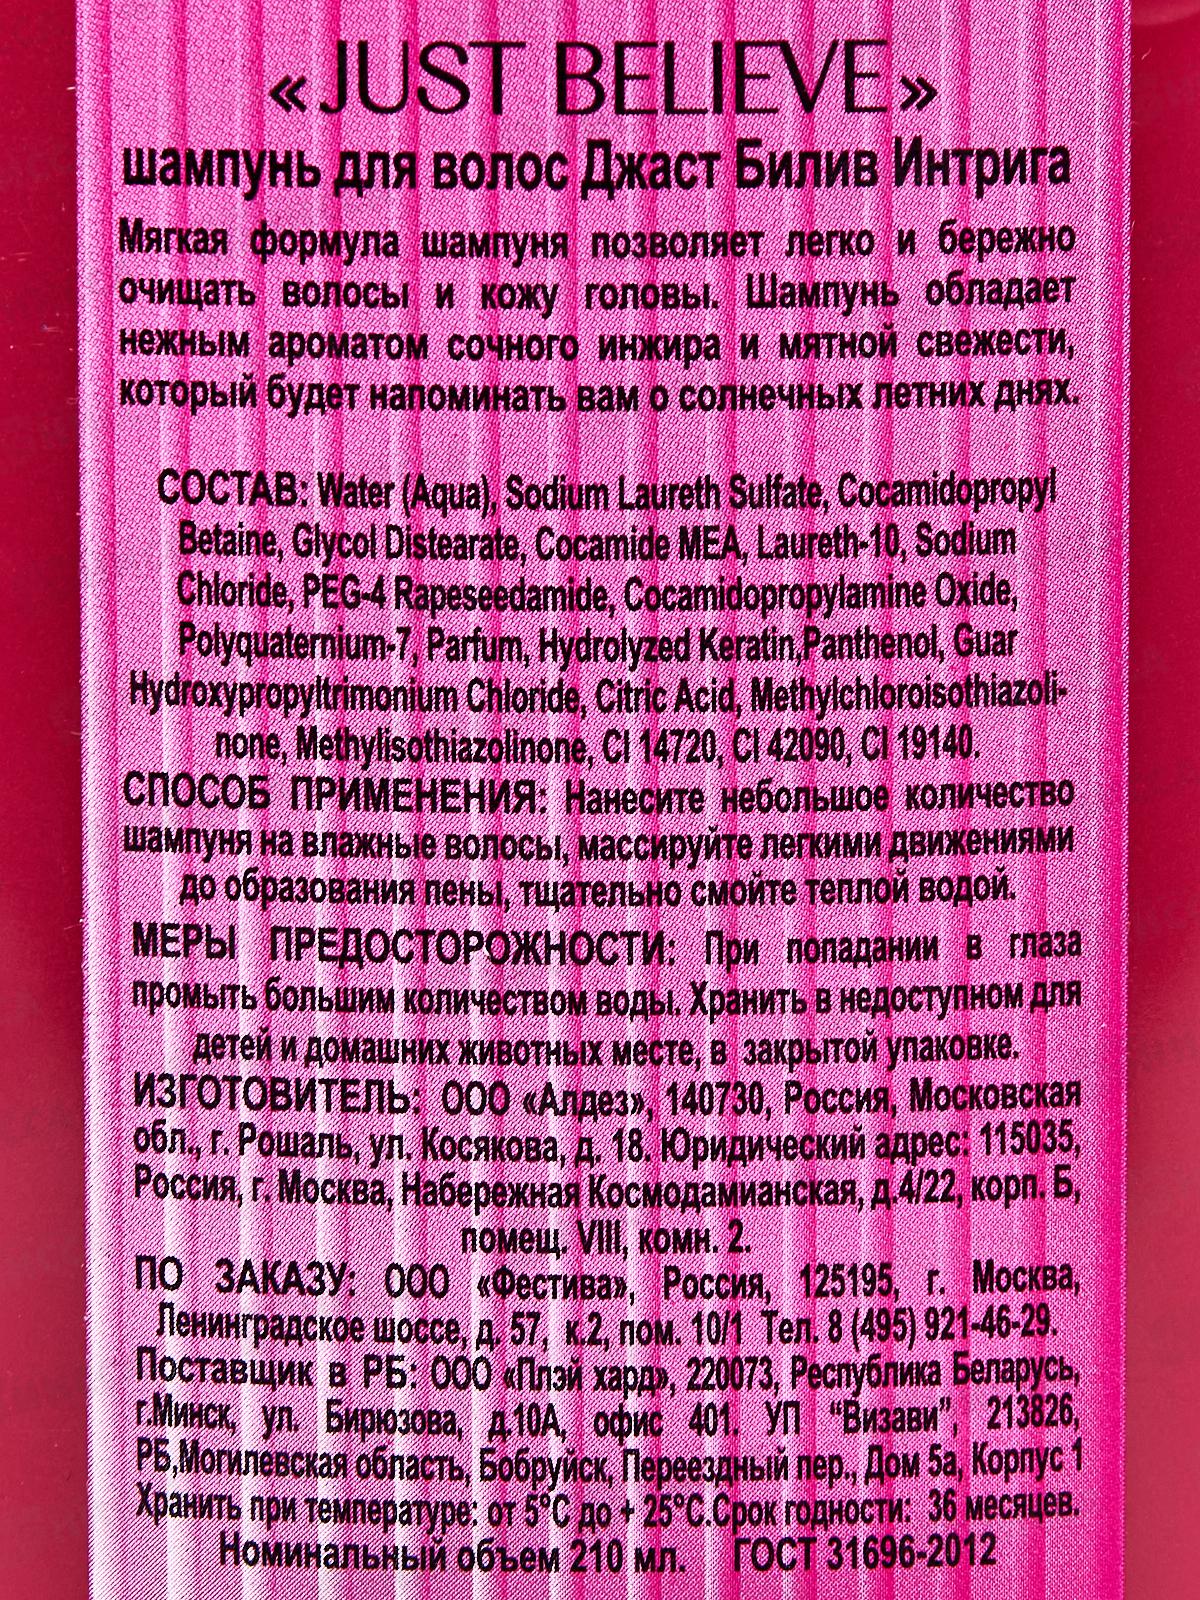 «JUST BELIEVE»
шампунь для волос Джаст Билив Интрига
Мягкая формула шампуня позволяет легко и бережно
очищать волосы и кожу головы. Шампунь обладает
нежным ароматом сочного инжира и мятной свежести,
который будет напоминать вам о солнечных летних днях.
СОСТАВ: Water (Aqua), Sodium Laureth Sulfate, Cocamidopropyl
Betaine, Glycol Distearate, Cocamide MEA, Laureth-10, Sodium
Chloride, PEG-4 Rapeseedamide, Cocamidopropylamine Oxide,
Polyquaternium-7, Parfum, Hydrolyzed Keratin,Panthenol, Guar
Hydroxypropyltrimonium Chloride, Citric Acid, Methylchloroisothiazoli-
none, Methylisothiazolinone, CI 14720, CI 42090, CI 19140.
СПОСОБ ПРИМЕНЕНИЯ: Нанесите небольшое количество
шампуня на влажные волосы, массируйте легкими движениями
до образования пены, тщательно смойте теплой водой.
МЕРЫ ПРЕДОСТОРОЖНОСТИ: При попадании в глаза
промыть большим количеством воды. Хранить в недоступном для
детей и домашних животных месте, в закрытой упаковке.
ИЗГОТОВИТЕЛЬ: ООО «Алдез», 140730, Россия, Московская
обл., г. Рошаль, ул. Косякова, д. 18. Юридический адрес: 115035,
Россия, г. Москва, Набережная Космодамианская, д.4/22, корп. Б,
помещ. VIII, комн. 2.
ПО ЗАКАЗУ: ООО «Фестива», Россия, 125195, г. Москва,
Ленинградское шоссе, д. 57, к.2, пом. 10/1 Тел. 8 (495) 921-46-29.
Поставщик в РБ: ООО «Плэй хард», 220073, Республика Беларусь,
г.Минск, ул. Бирюзова, д.10А, офис 401. УП “Визави”, 213826,
РБ,Могилевская область, Бобруйск, Переездный пер., Дом 5а, Корпус 1
Хранить при температуре: от 5°С до + 25°С.Срок годности: 36 месяцев.
Номинальный объем 210 мл. ГОСТ 31696-2012